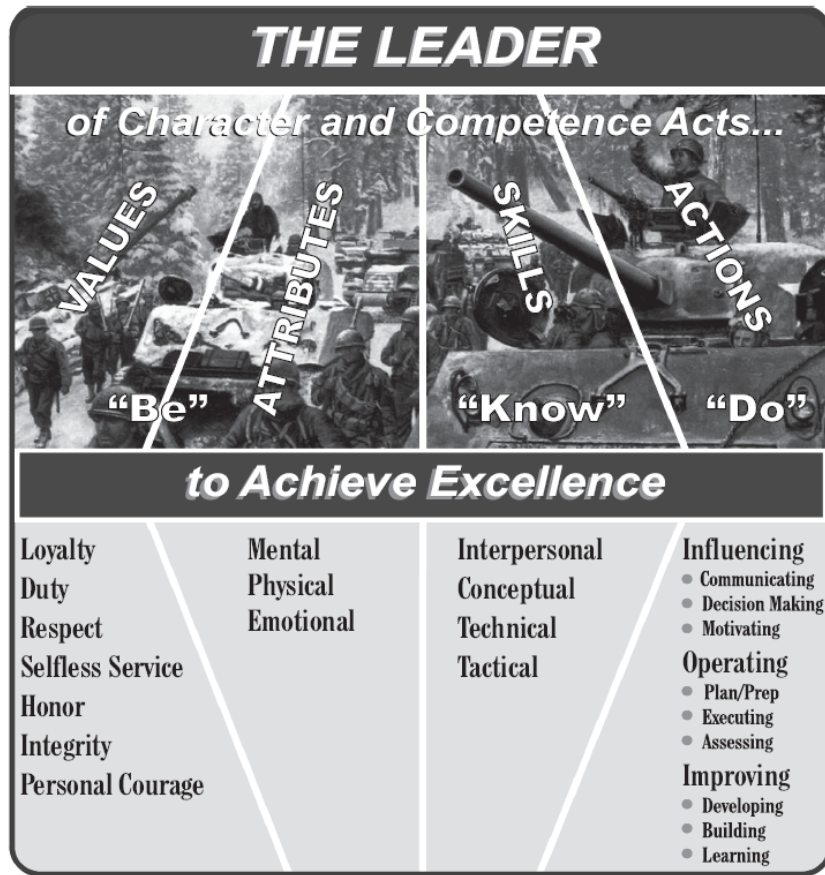 THE LEADER
of Character and Competence Acts...
VALUES
ATTRIBUTES
SKILLS
ACTIONS
“Be”
“Know”
“Do”
to Achieve Excellence
Loyalty
Duty
Respect
Selfless Service
Honor
Integrity
Personal Courage
Mental
Physical
Emotional
Interpersonal
Conceptual
Technical
Tactical
Influencing
Communicating
Decision Making
Motivating
Operating
Plan/Prep
Executing
Assessing
Improving
Developing
Building
Learning